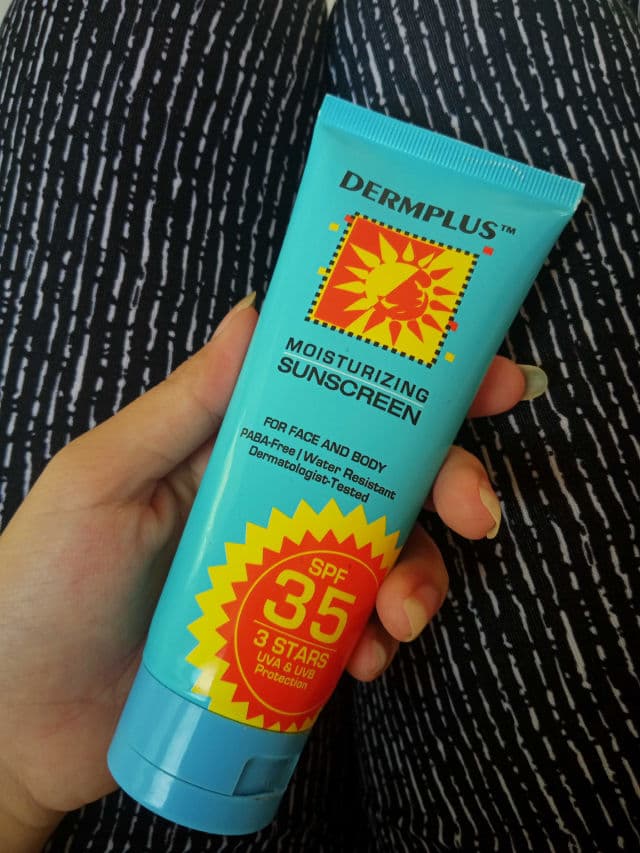 DERMPLUS™
MOISTURIZING
SUNSCREEN
FOR FACE AND BODY
PABA-Free / Water Resistant
Dermatologist-Tested
SPF
35
3 STARS
UVA & UVB
Protection